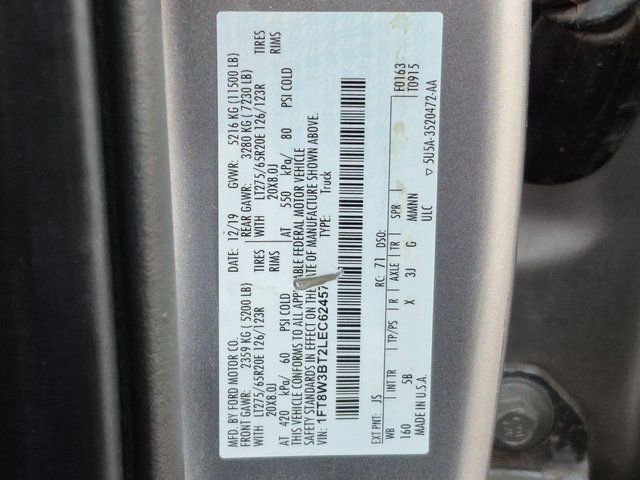 MFD. BY FORD MOTOR CO.
DATE: 12/19 GVWR: 5216 KG (11500 LB)
FRONT GAWR: 2359 KG ( 5200 LB) REAR GAWR: 3280 KG ( 7230 LB)
WITH LT275/65R20E 126/123R TIRES WITH LT275/65R20E 126/123R TIRES
20X8.0J RIMS 20X8.0J RIMS
AT 420 kPa/ 60 PSI COLD AT 550 kPa/ 80 PSI COLD
THIS VEHICLE CONFORMS TO ALL FEDERAL MOTOR VEHICLE
SAFETY STANDARDS IN EFFECT ON THE DATE OF MANUFACTURE SHOWN ABOVE.
VIN: 1FT8W3BT2LEC62457 TYPE: Truck
F0163
T0915
EXT PNT: JS RC: 71 DSO:
WB INT TR TP/PS R AXLE TR SPR
160 5B X 3J G MMNN
ULC
MADE IN U.S.A. ▽ 5U5A-3520472-AA